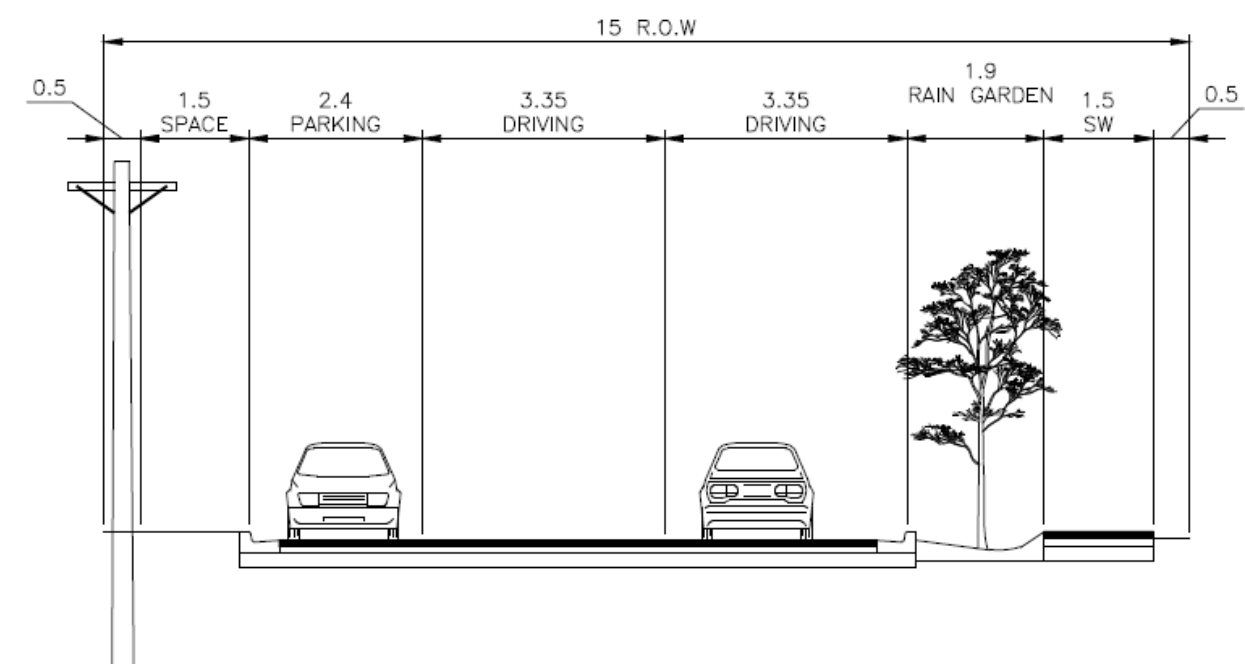 15 R.O.W
0.5
1.5
SPACE
2.4
PARKING
3.35
DRIVING
3.35
DRIVING
1.9
RAIN GARDEN
1.5
SW
0.5